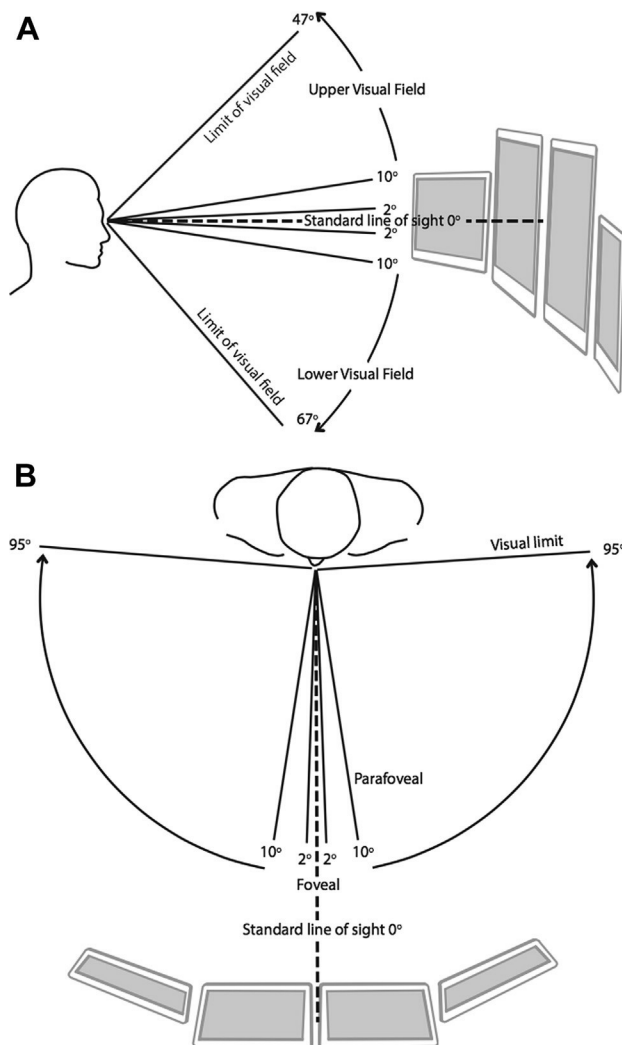 A
47°
Limit of visual field
Upper Visual Field
10°
2°
Standard line of sight 0°
2°
10°
Limit of visual field
Lower Visual Field
67°
B
95°
Visual limit
95°
Parafoveal
10°
2°
2°
10°
Foveal
Standard line of sight 0°